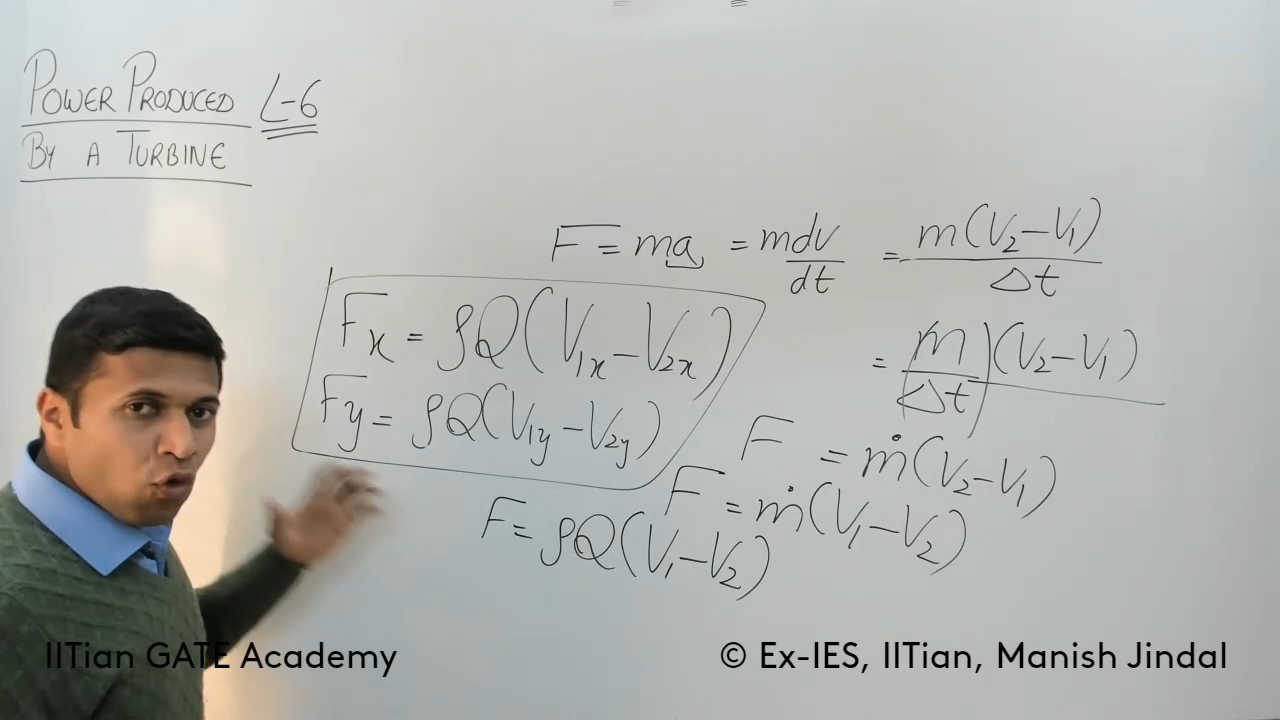 POWER PRODUCED L-6
BY A TURBINE
F = ma = mdv/dt = m(V₂-V₁)/Δt
= (m/Δt)(V₂-V₁)
Fx = ρQ(V₁x-V₂x)
Fy = ρQ(V₁y-V₂y)
F = ṁ(V₂-V₁)
F = ṁ(V₁-V₂)
F = ρQ(V₁-V₂)
IITian GATE Academy
© Ex-IES, IITian, Manish Jindal